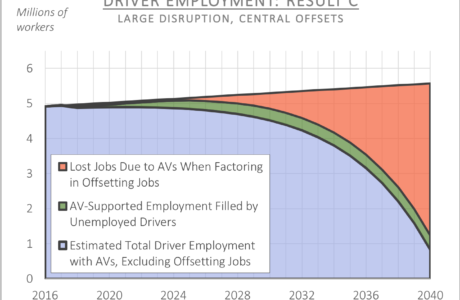 DRIVER EMPLOYMENT: RESULT C
LARGE DISRUPTION, CENTRAL OFFSETS
Millions of
workers
6
5
4
3
2
1
0
Lost Jobs Due to AVs When Factoring
in Offsetting Jobs
AV-Supported Employment Filled by
Unemployed Drivers
Estimated Total Driver Employment
with AVs, Excluding Offsetting Jobs
2016 2020 2024 2028 2032 2036 2040